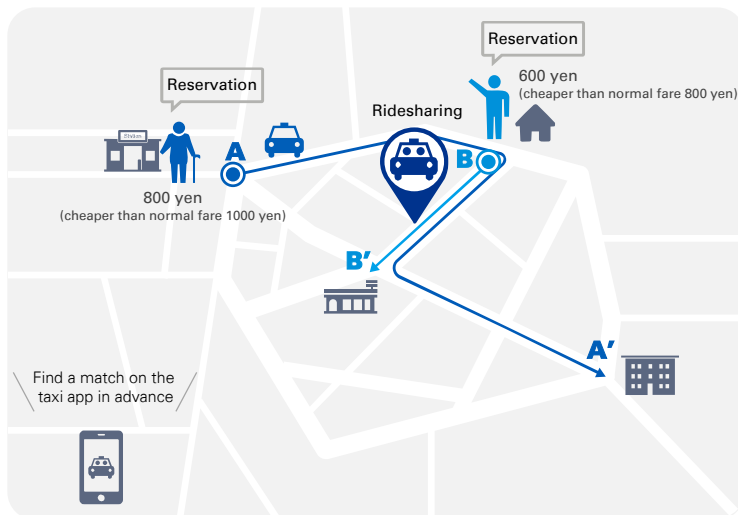 Reservation
600 yen
(cheaper than normal fare 800 yen)
Reservation
Ridesharing
Station
A
B
800 yen
(cheaper than normal fare 1000 yen)
B′
A′
Find a match on the
taxi app in advance